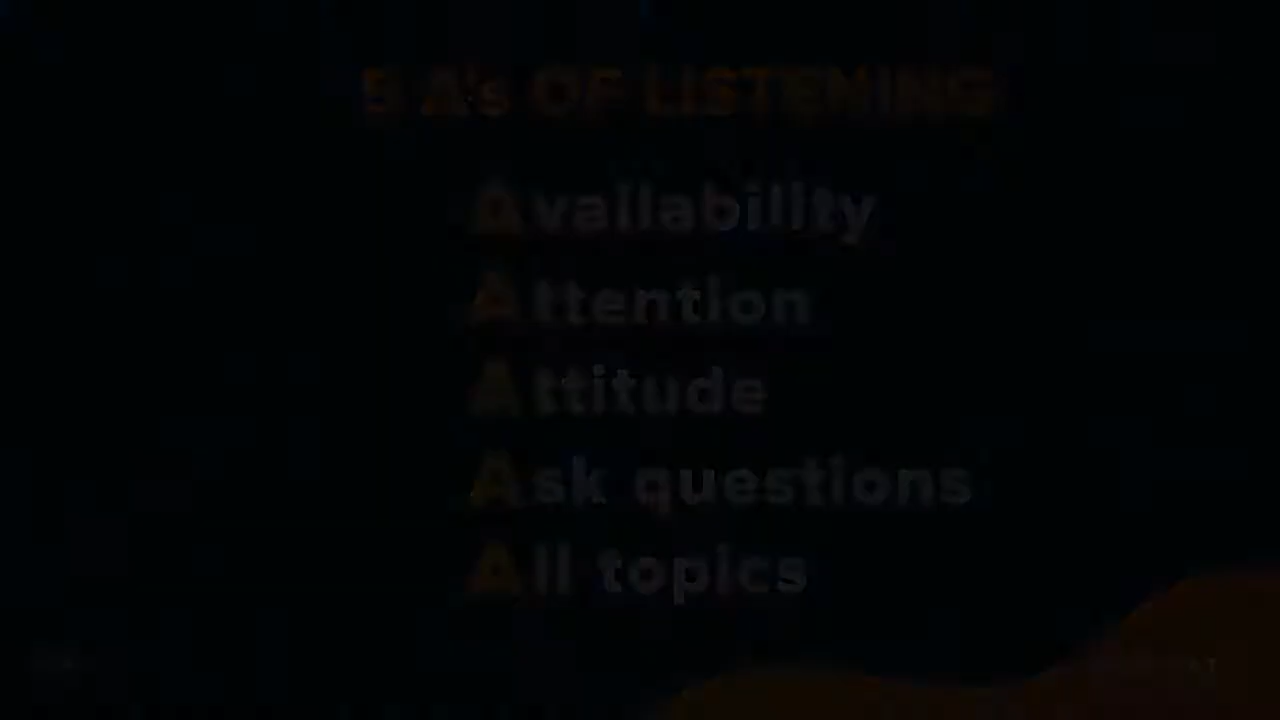 5 A's OF LISTENING
Availability
Attention
Attitude
Ask questions
All topics